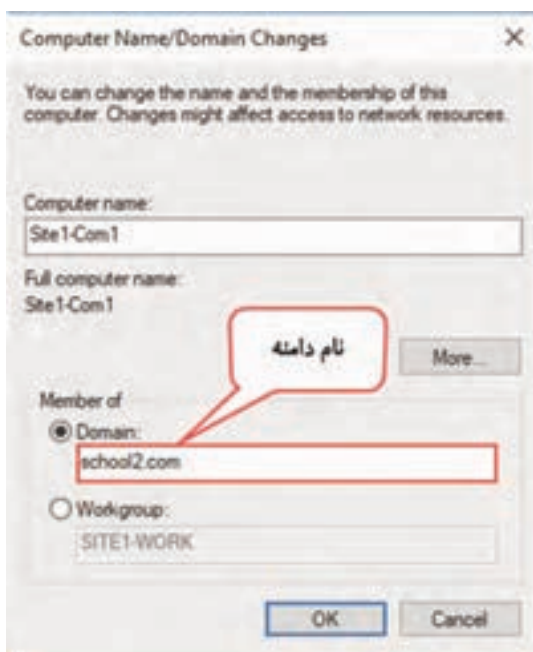 Computer Name/Domain Changes
You can change the name and the membership of this
computer. Changes might affect access to network resources.
Computer name:
Site1-Com1
Full computer name:
Site1-Com1
نام دامنه
More...
Member of
Domain:
school2.com
Workgroup:
SITE1-WORK
OK
Cancel